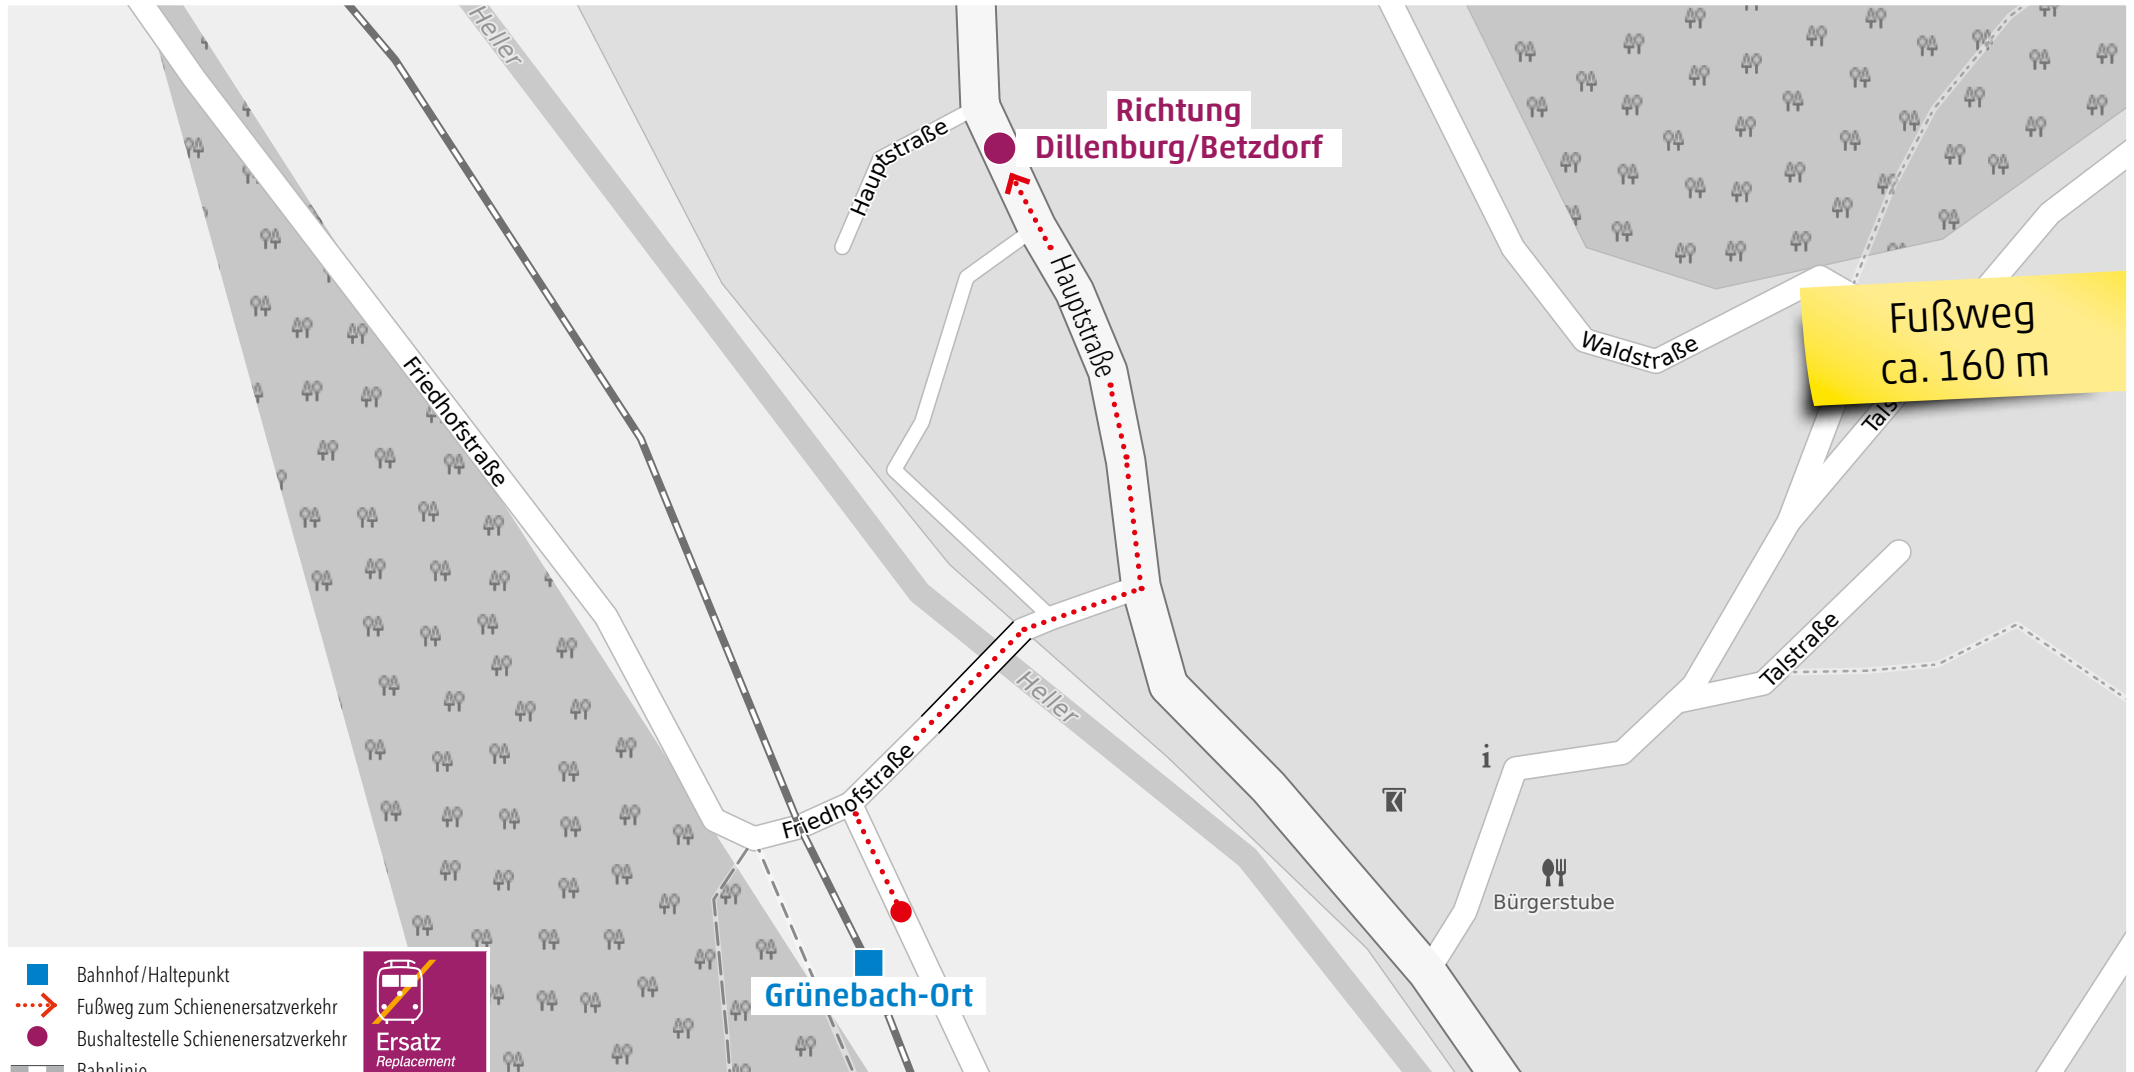 Heller
Richtung
Dillenburg/Betzdorf
Hauptstraße
Hauptstraße
Fußweg
ca. 160 m
Waldstraße
Friedhofstraße
Talstraße
Heller
Friedhofstraße
i
Bürgerstube
Grünebach-Ort
Bahnhof/Haltepunkt
Fußweg zum Schienenersatzverkehr
Bushaltestelle Schienenersatzverkehr
Bahnlinie
Ersatz
Replacement